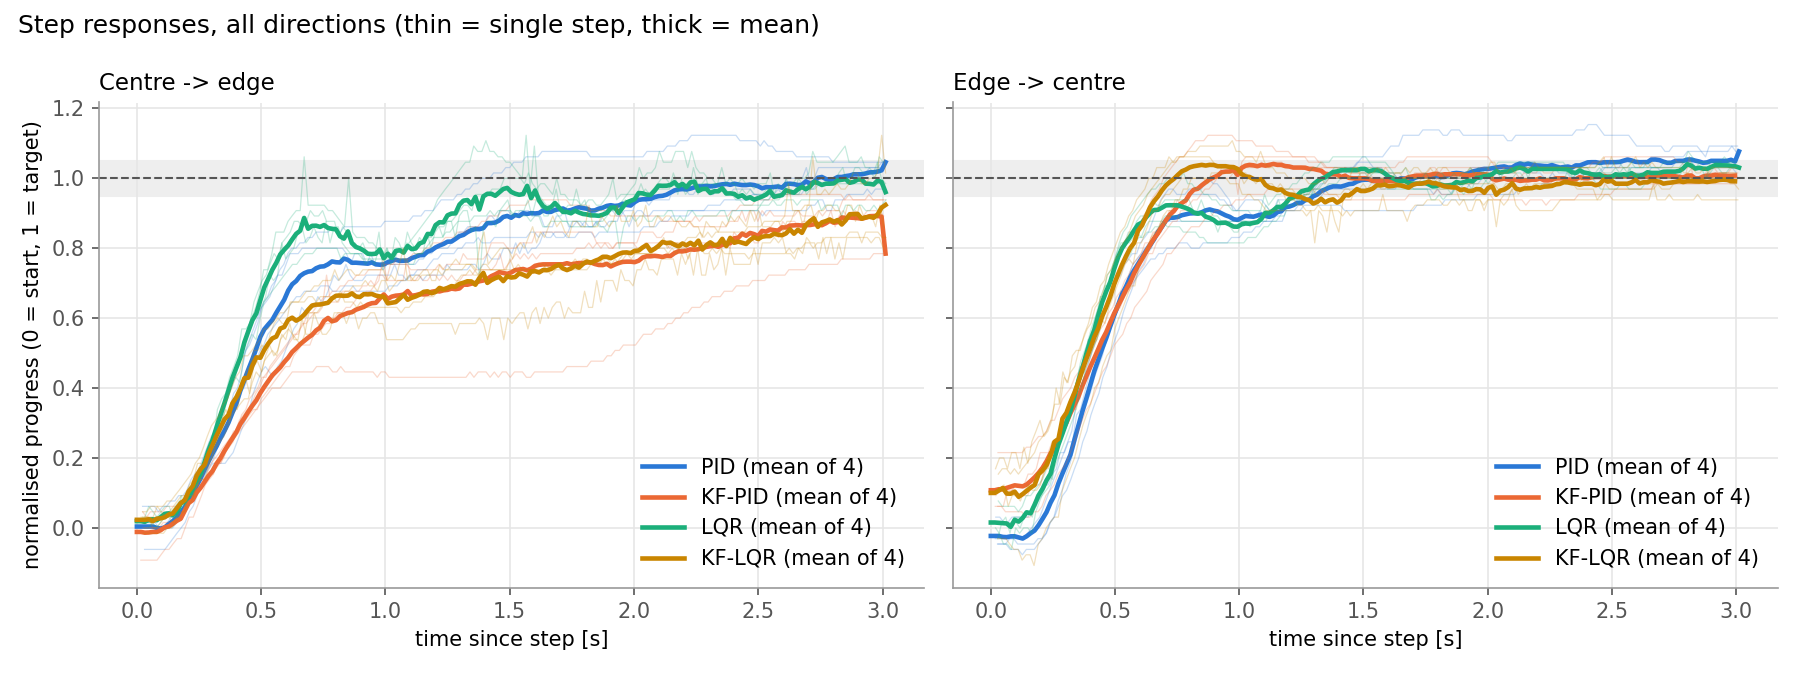 Step responses, all directions (thin = single step, thick = mean)
Centre -> edge
normalised progress (0 = start, 1 = target)
1.2
1.0
0.8
0.6
0.4
0.2
0.0
PID (mean of 4)
KF-PID (mean of 4)
LQR (mean of 4)
KF-LQR (mean of 4)
0.0 0.5 1.0 1.5 2.0 2.5 3.0
time since step [s]
Edge -> centre
PID (mean of 4)
KF-PID (mean of 4)
LQR (mean of 4)
KF-LQR (mean of 4)
0.0 0.5 1.0 1.5 2.0 2.5 3.0
time since step [s]